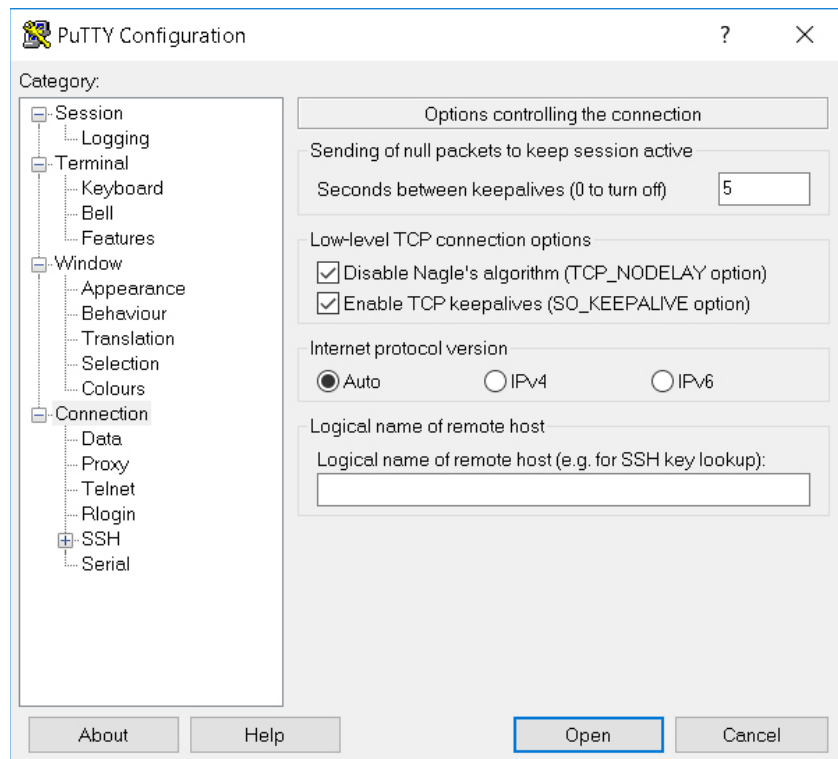 PuTTY Configuration
?
Category:
Session
Logging
Terminal
Keyboard
Bell
Features
Window
Appearance
Behaviour
Translation
Selection
Colours
Connection
Data
Proxy
Telnet
Rlogin
SSH
Serial
Options controlling the connection
Sending of null packets to keep session active
Seconds between keepalives (0 to turn off) 5
Low-level TCP connection options
Disable Nagle's algorithm (TCP_NODELAY option)
Enable TCP keepalives (SO_KEEPALIVE option)
Internet protocol version
Auto IPv4 IPv6
Logical name of remote host
Logical name of remote host (e.g. for SSH key lookup):
About Help Open Cancel